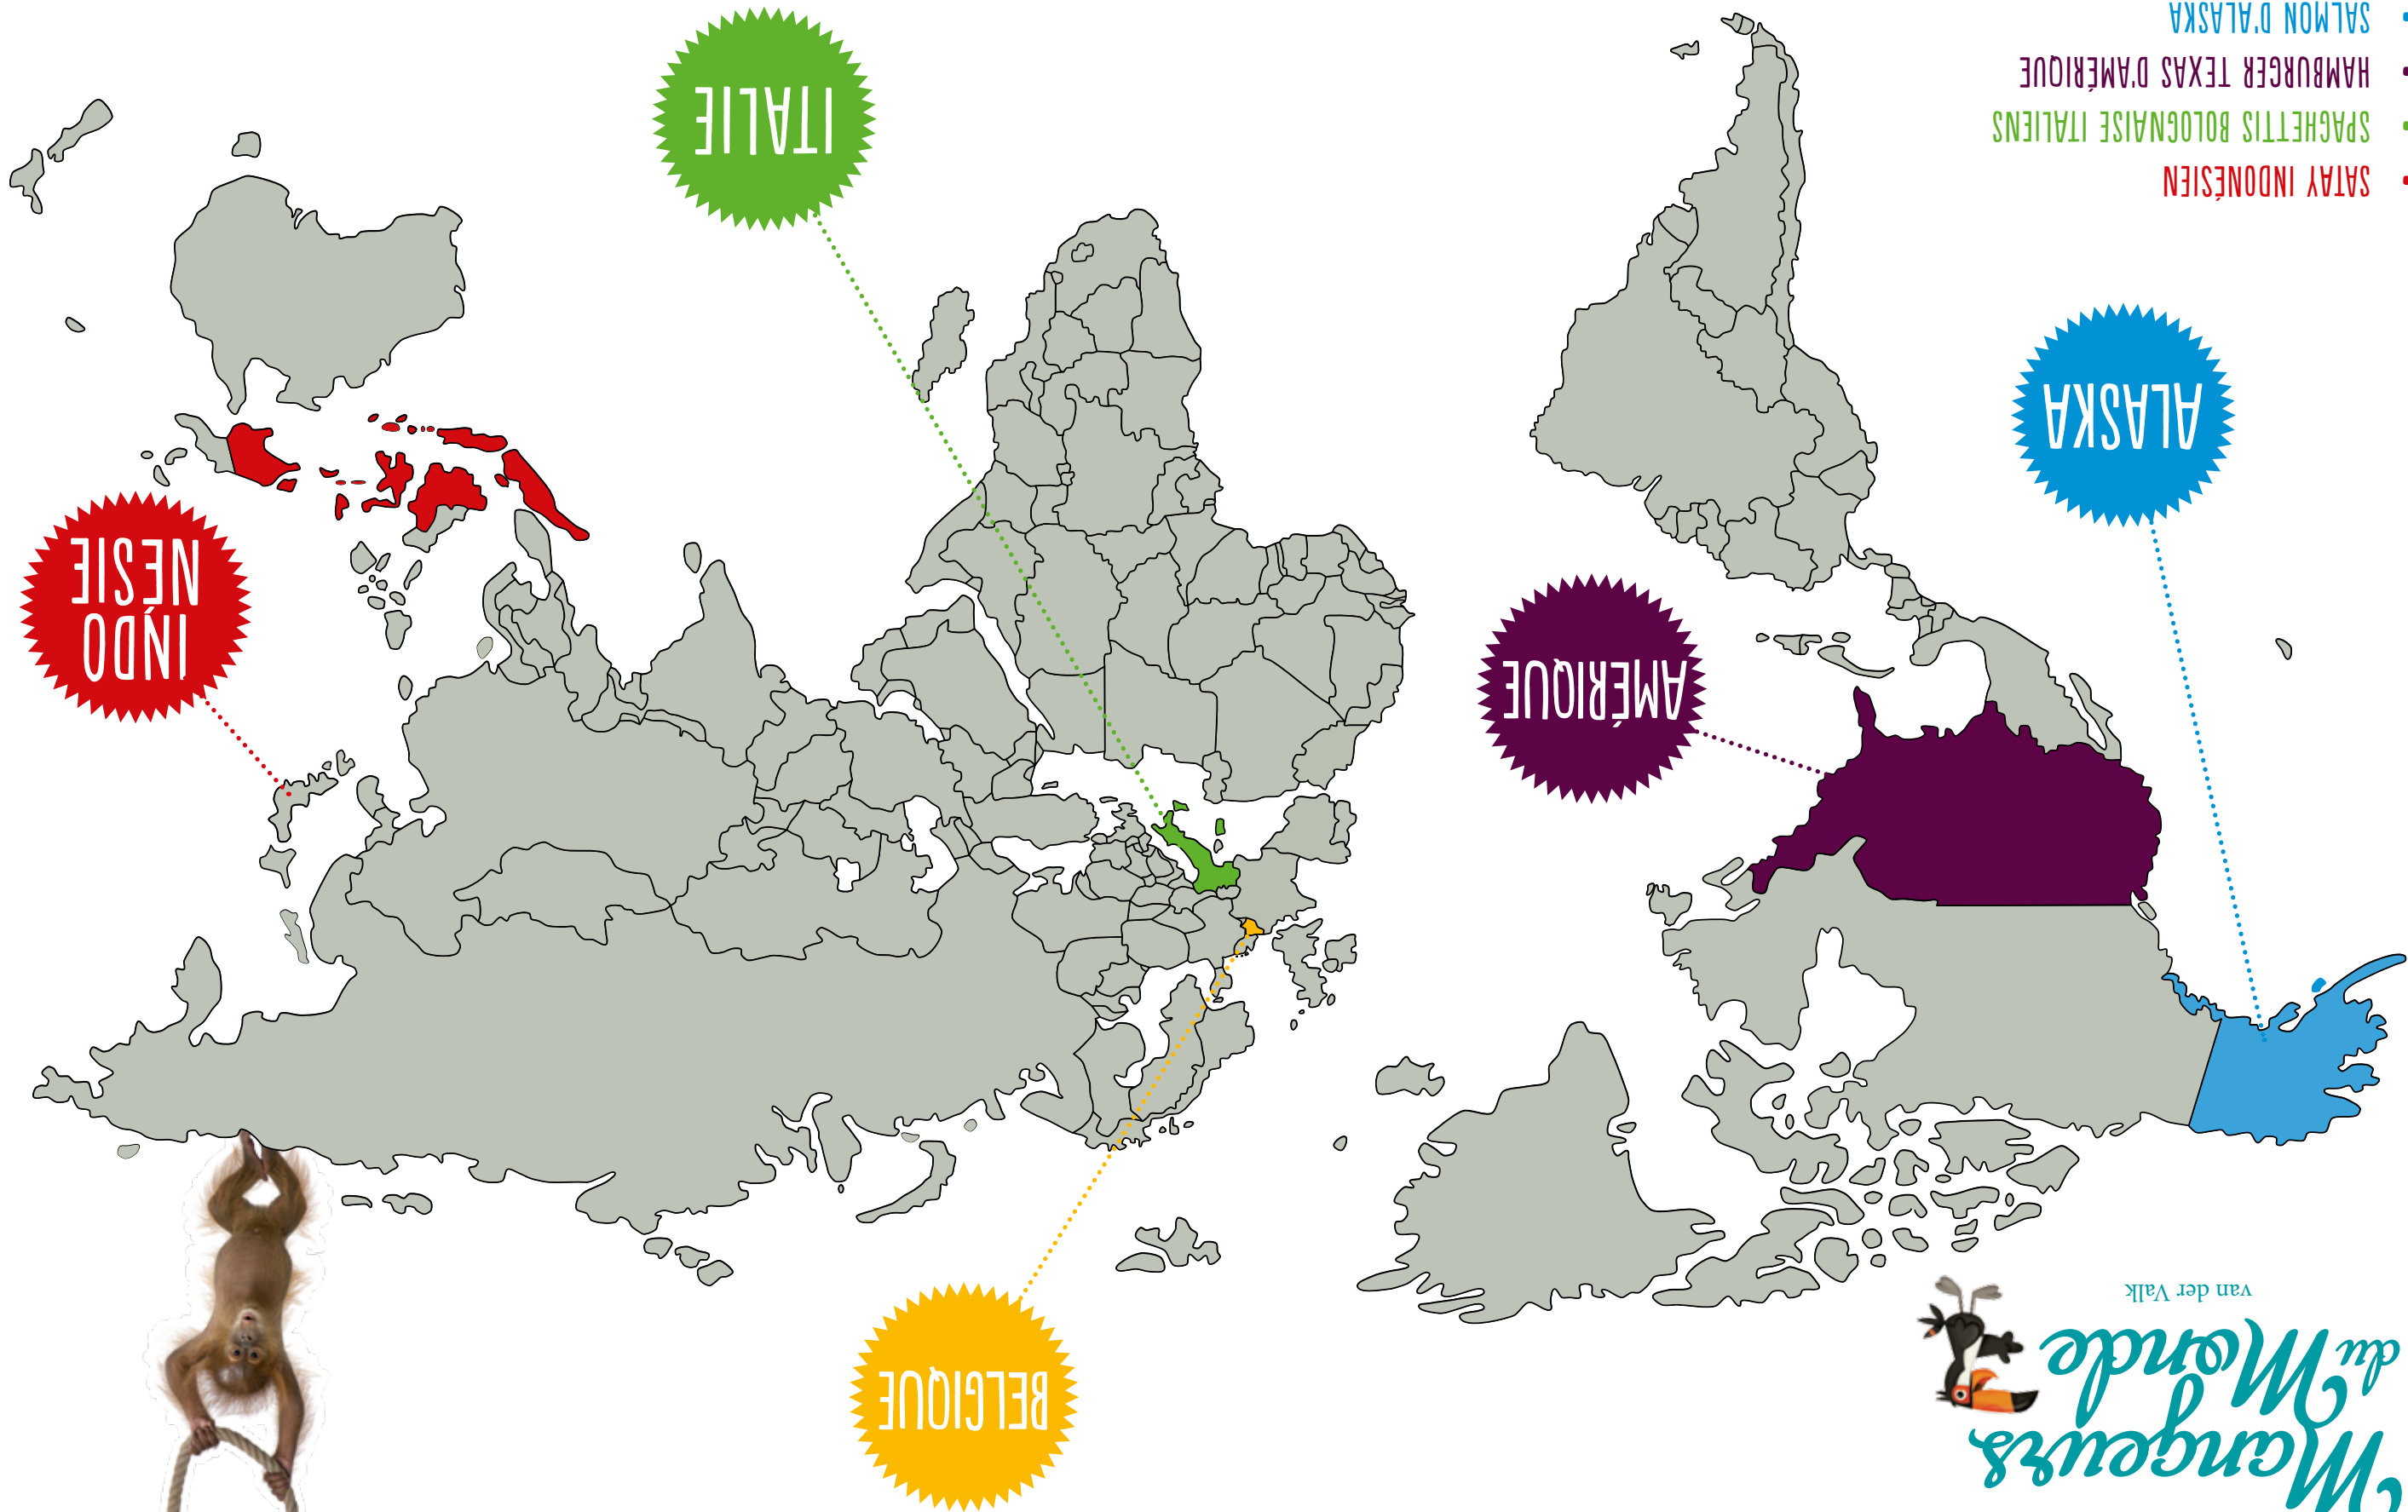 Mangeurs
du Monde
van der Valk
BELGIQUE
AMÉRIQUE
INDO
NÉSIE
ALASKA
ITALIE
• SATAY INDONÉSIEN
• SPAGHETTIS BOLOGNAISE ITALIENS
• HAMBURGER TEXAS D'AMÉRIQUE
• SALMON D'ALASKA